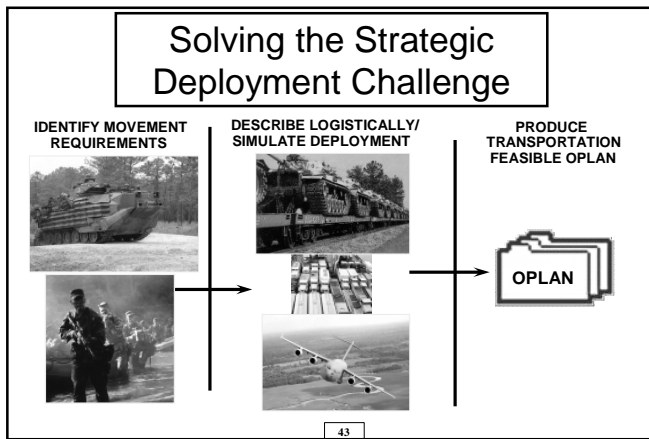 Solving the Strategic
Deployment Challenge
IDENTIFY MOVEMENT
REQUIREMENTS
DESCRIBE LOGISTICALLY/
SIMULATE DEPLOYMENT
PRODUCE
TRANSPORTATION
FEASIBLE OPLAN
OPLAN
43